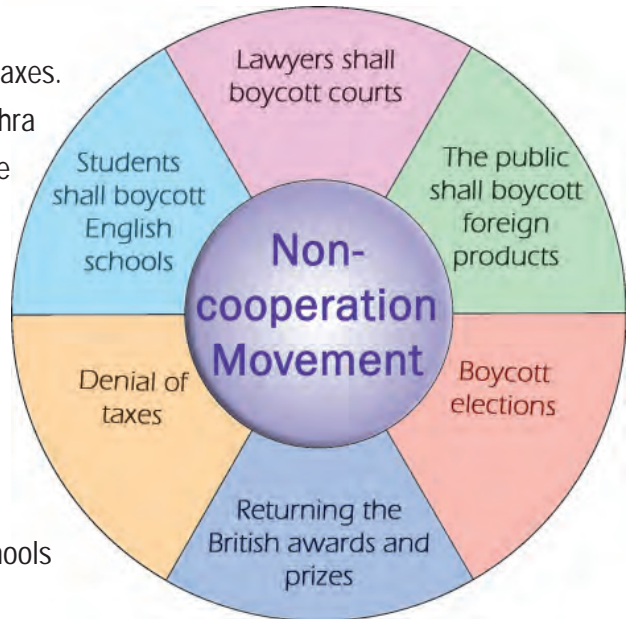 axes.
hra
e
hools
Lawyers shall
boycott courts
The public
shall boycott
foreign
products
Boycott
elections
Returning the
British awards and
prizes
Denial of
taxes
Students
shall boycott
English
schools
Non-
cooperation
Movement